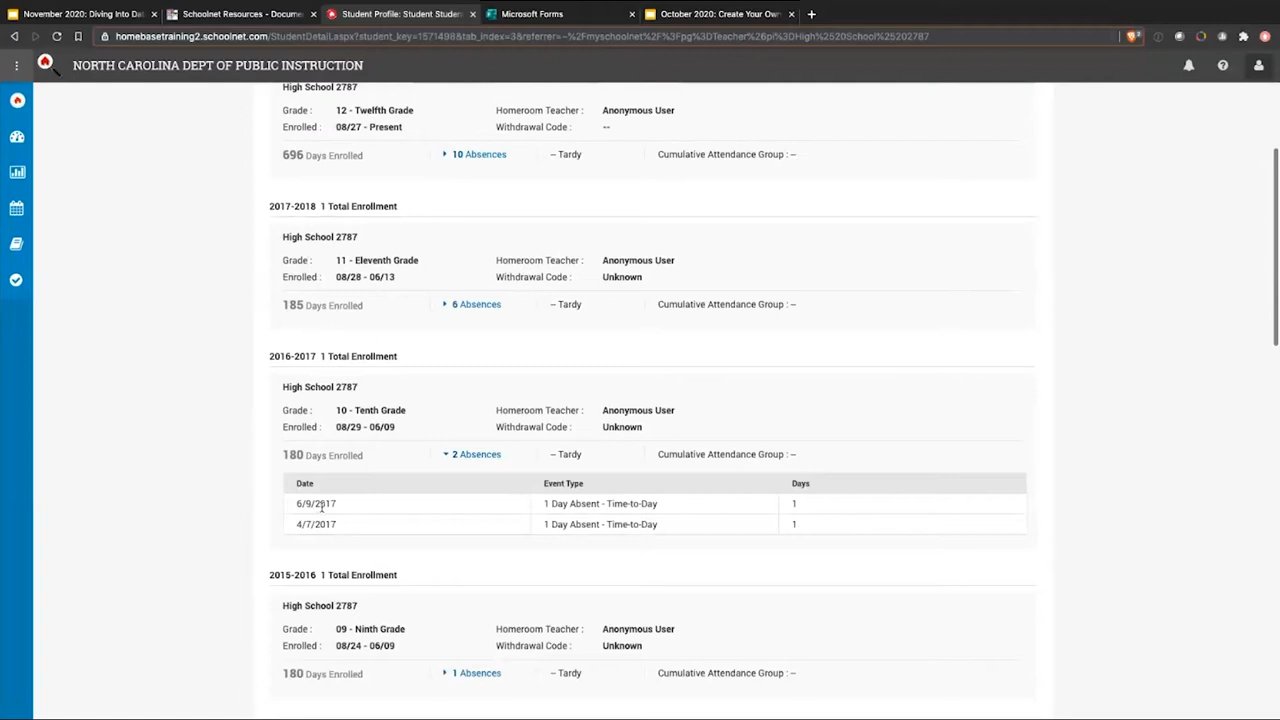 November 2020: Diving Into Dat × Schoolnet Resources - Docume × Student Profile: Student Studen × Microsoft Forms × October 2020: Create Your Own × +
homebasetraining2.schoolnet.com/StudentDetail.aspx?student_key=1571498&tab_index=3&referrer=~%2Fmyschoolnet%2F%3Fpg%3DTeacher%26pi%3DHigh%2520School%25202787
NORTH CAROLINA DEPT OF PUBLIC INSTRUCTION
High School 2787
Grade : 12 - Twelfth Grade Homeroom Teacher : Anonymous User
Enrolled : 08/27 - Present Withdrawal Code : --
696 Days Enrolled 10 Absences -- Tardy Cumulative Attendance Group : --
2017-2018 1 Total Enrollment
High School 2787
Grade : 11 - Eleventh Grade Homeroom Teacher : Anonymous User
Enrolled : 08/28 - 06/13 Withdrawal Code : Unknown
185 Days Enrolled 6 Absences -- Tardy Cumulative Attendance Group : --
2016-2017 1 Total Enrollment
High School 2787
Grade : 10 - Tenth Grade Homeroom Teacher : Anonymous User
Enrolled : 08/29 - 06/09 Withdrawal Code : Unknown
180 Days Enrolled 2 Absences -- Tardy Cumulative Attendance Group : --
Date Event Type Days
6/9/2017 1 Day Absent - Time-to-Day 1
4/7/2017 1 Day Absent - Time-to-Day 1
2015-2016 1 Total Enrollment
High School 2787
Grade : 09 - Ninth Grade Homeroom Teacher : Anonymous User
Enrolled : 08/24 - 06/09 Withdrawal Code : Unknown
180 Days Enrolled 1 Absences -- Tardy Cumulative Attendance Group : --